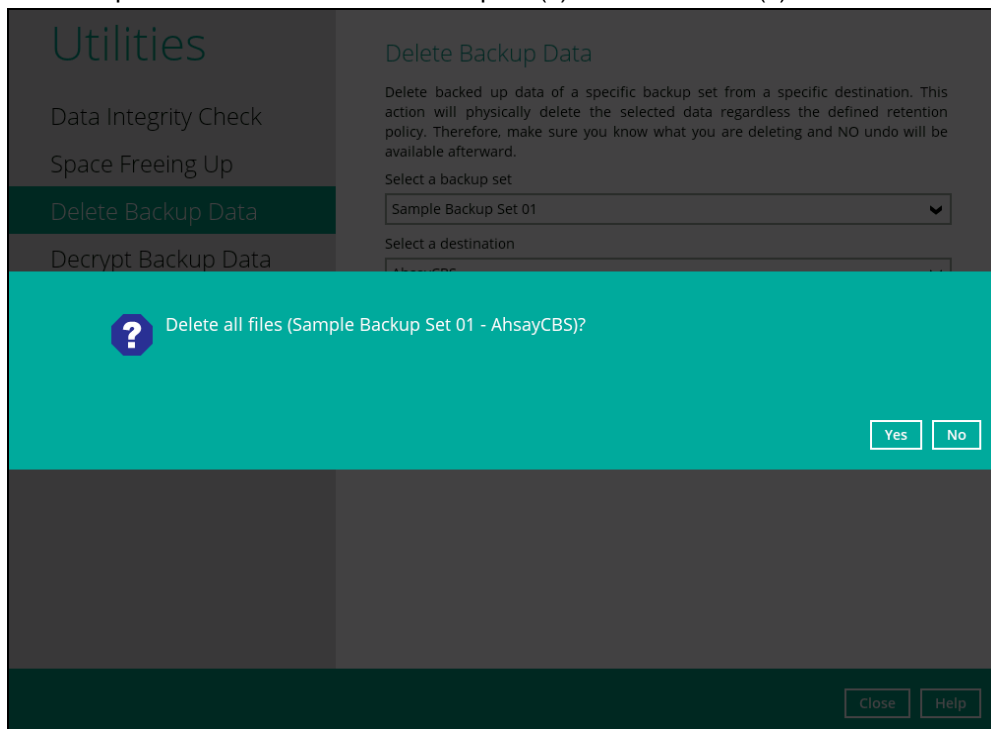 Utilities
Data Integrity Check
Space Freeing Up
Delete Backup Data
Decrypt Backup Data
Delete Backup Data
Delete backed up data of a specific backup set from a specific destination. This
action will physically delete the selected data regardless the defined retention
policy. Therefore, make sure you know what you are deleting and NO undo will be
available afterward.
Select a backup set
Sample Backup Set 01
Select a destination
AhsayCBS
Delete all files (Sample Backup Set 01 - AhsayCBS)?
Yes No
Close Help